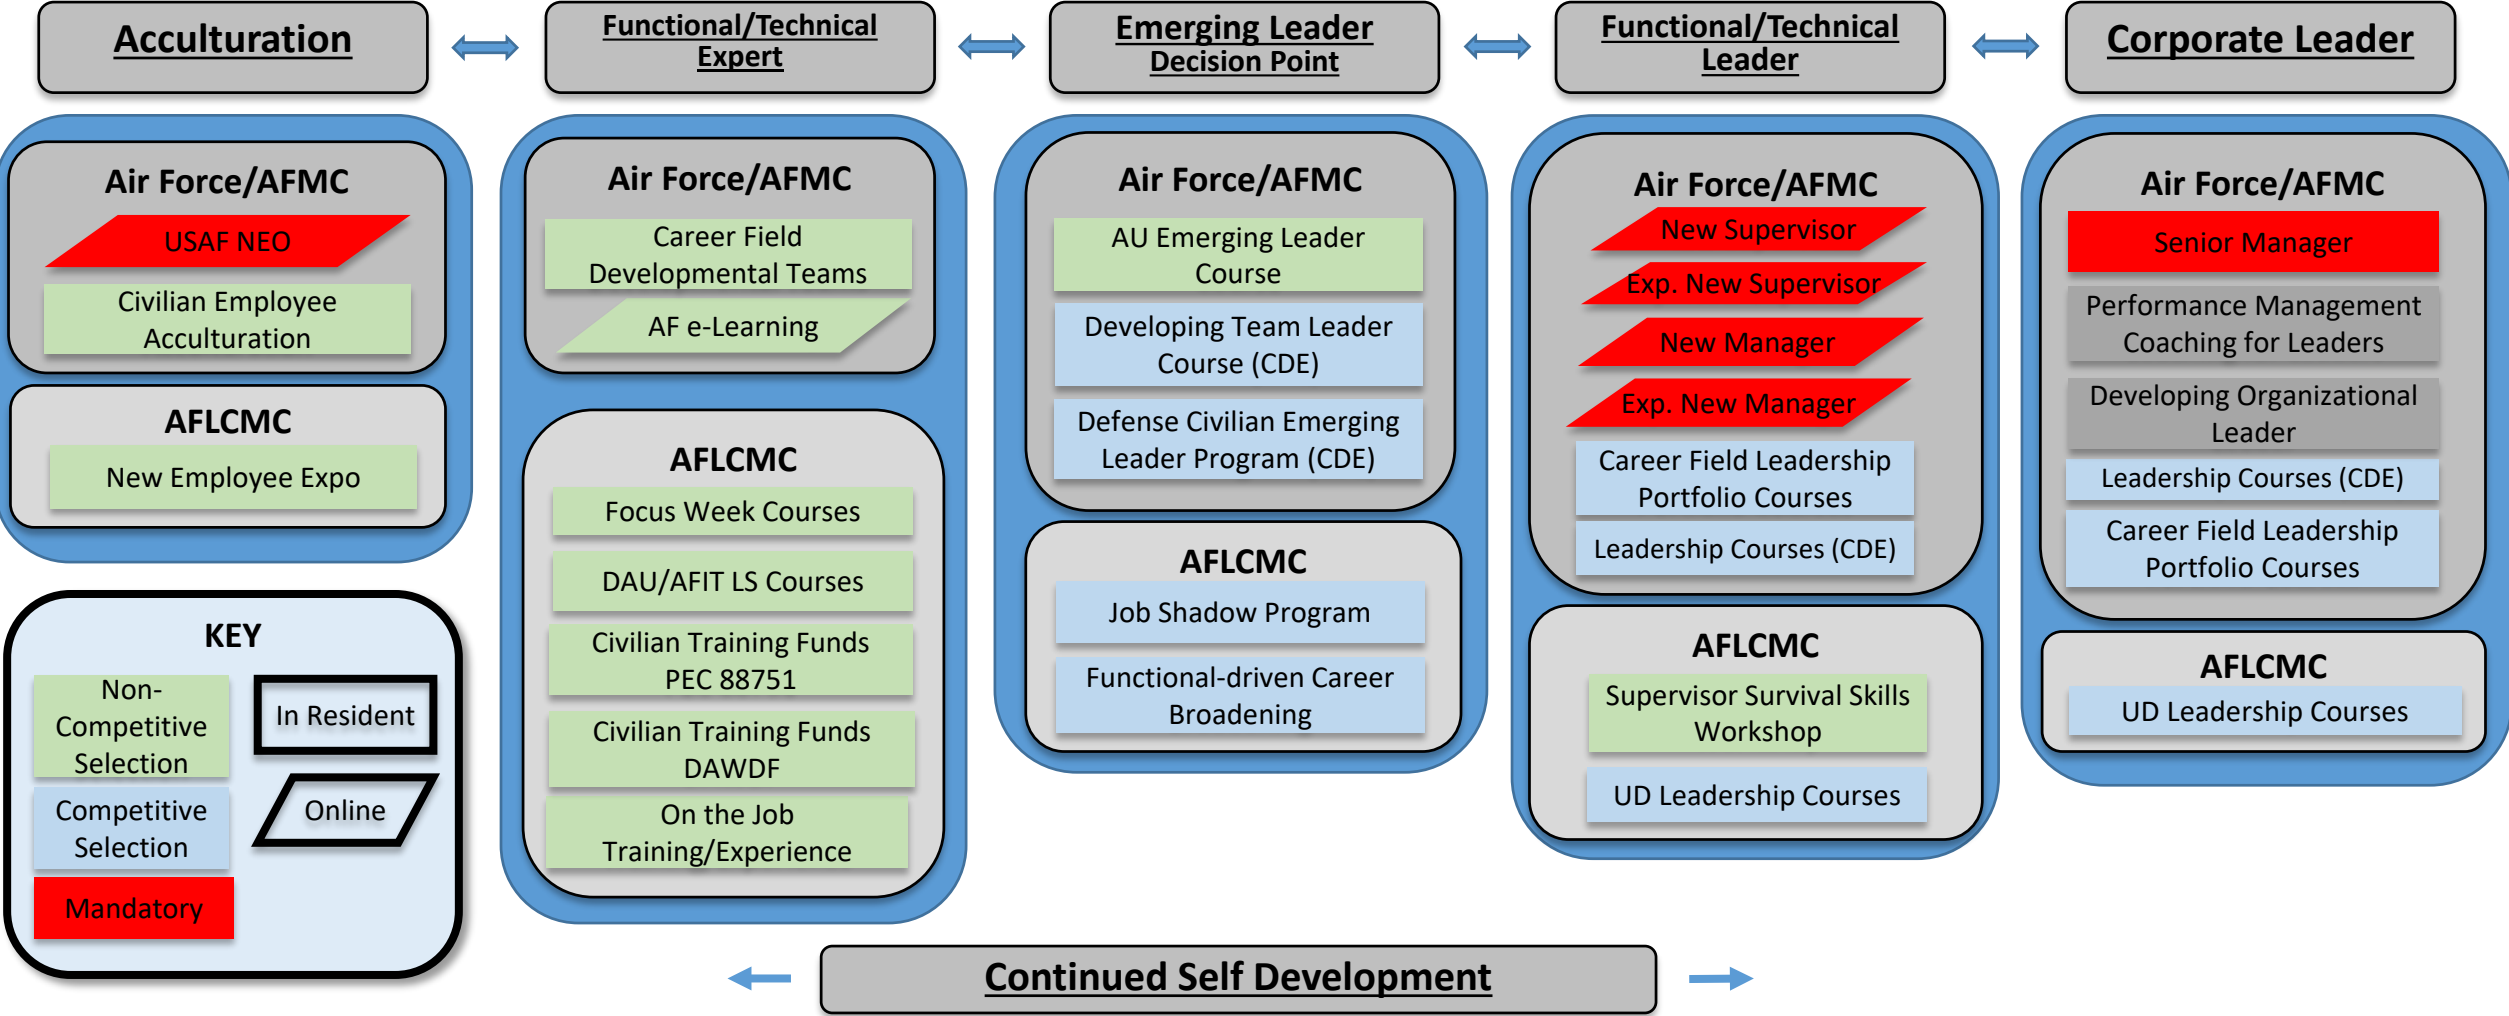 Acculturation
Functional/Technical
Expert
Emerging Leader
Decision Point
Functional/Technical
Leader
Corporate Leader
Air Force/AFMC
USAF NEO
Civilian Employee
Acculturation
AFLCMC
New Employee Expo
KEY
Non-
Competitive
Selection
Competitive
Selection
Mandatory
In Resident
Online
Air Force/AFMC
Career Field
Developmental Teams
AF e-Learning
AFLCMC
Focus Week Courses
DAU/AFIT LS Courses
Civilian Training Funds
PEC 88751
Civilian Training Funds
DAWDF
On the Job
Training/Experience
Air Force/AFMC
AU Emerging Leader
Course
Developing Team Leader
Course (CDE)
Defense Civilian Emerging
Leader Program (CDE)
AFLCMC
Job Shadow Program
Functional-driven Career
Broadening
Air Force/AFMC
New Supervisor
Exp. New Supervisor
New Manager
Exp. New Manager
Career Field Leadership
Portfolio Courses
Leadership Courses (CDE)
AFLCMC
Supervisor Survival Skills
Workshop
UD Leadership Courses
Air Force/AFMC
Senior Manager
Performance Management
Coaching for Leaders
Developing Organizational
Leader
Leadership Courses (CDE)
Career Field Leadership
Portfolio Courses
AFLCMC
UD Leadership Courses
Continued Self Development